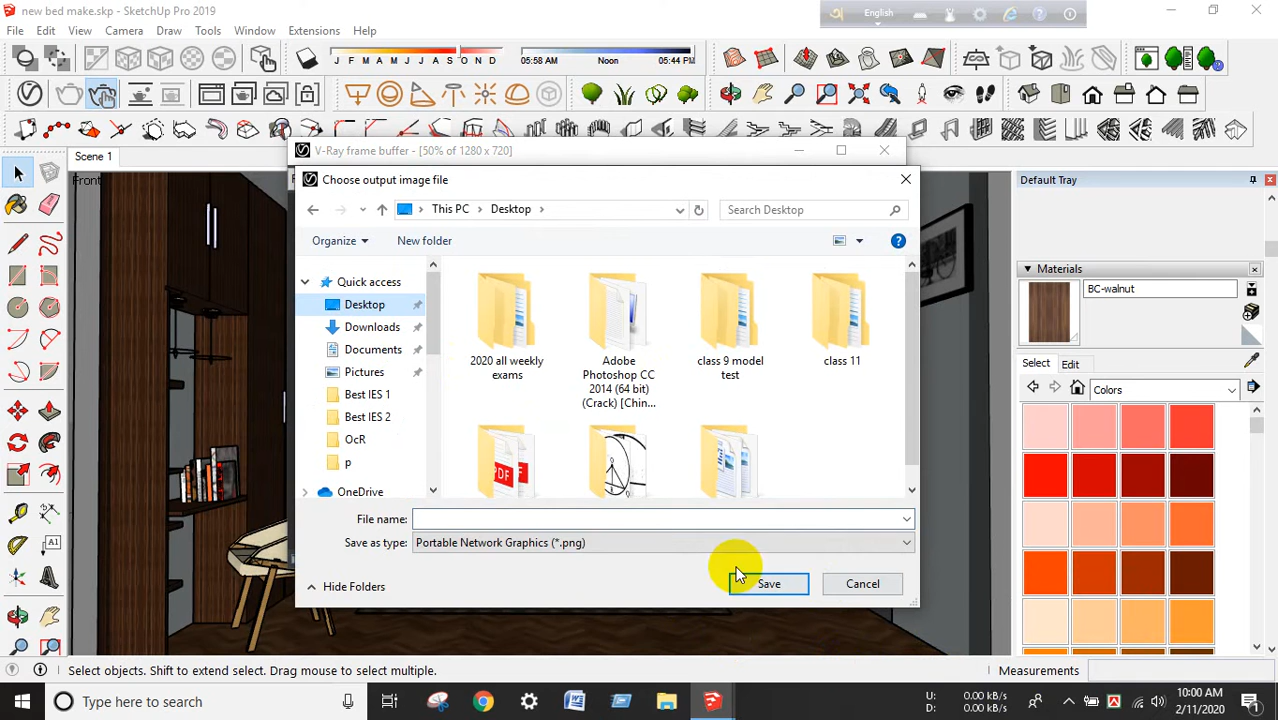 new bed make.skp - SketchUp Pro 2019
English
File Edit View Camera Draw Tools Window Extensions Help
J F M A M J J A S O N D
05:58 AM Noon 05:44 PM
Scene 1
V-Ray frame buffer - [50% of 1280 x 720]
Default Tray
Front
Choose output image file
This PC Desktop
Search Desktop
Organize New folder
Materials
BC-walnut
Select Edit
Colors
Quick access
Desktop
Downloads
Documents
Pictures
Best IES 1
Best IES 2
OcR
p
OneDrive
2020 all weekly
exams
Adobe
Photoshop CC
2014 (64 bit)
(Crack) [Chin...
class 9 model
test
class 11
PDF
File name:
Save as type: Portable Network Graphics (*.png)
Hide Folders
Save Cancel
A1
Select objects. Shift to extend select. Drag mouse to select multiple.
Measurements
Type here to search
U: 0.00 kB/s
D: 0.00 kB/s
10:00 AM
2/11/2020
1